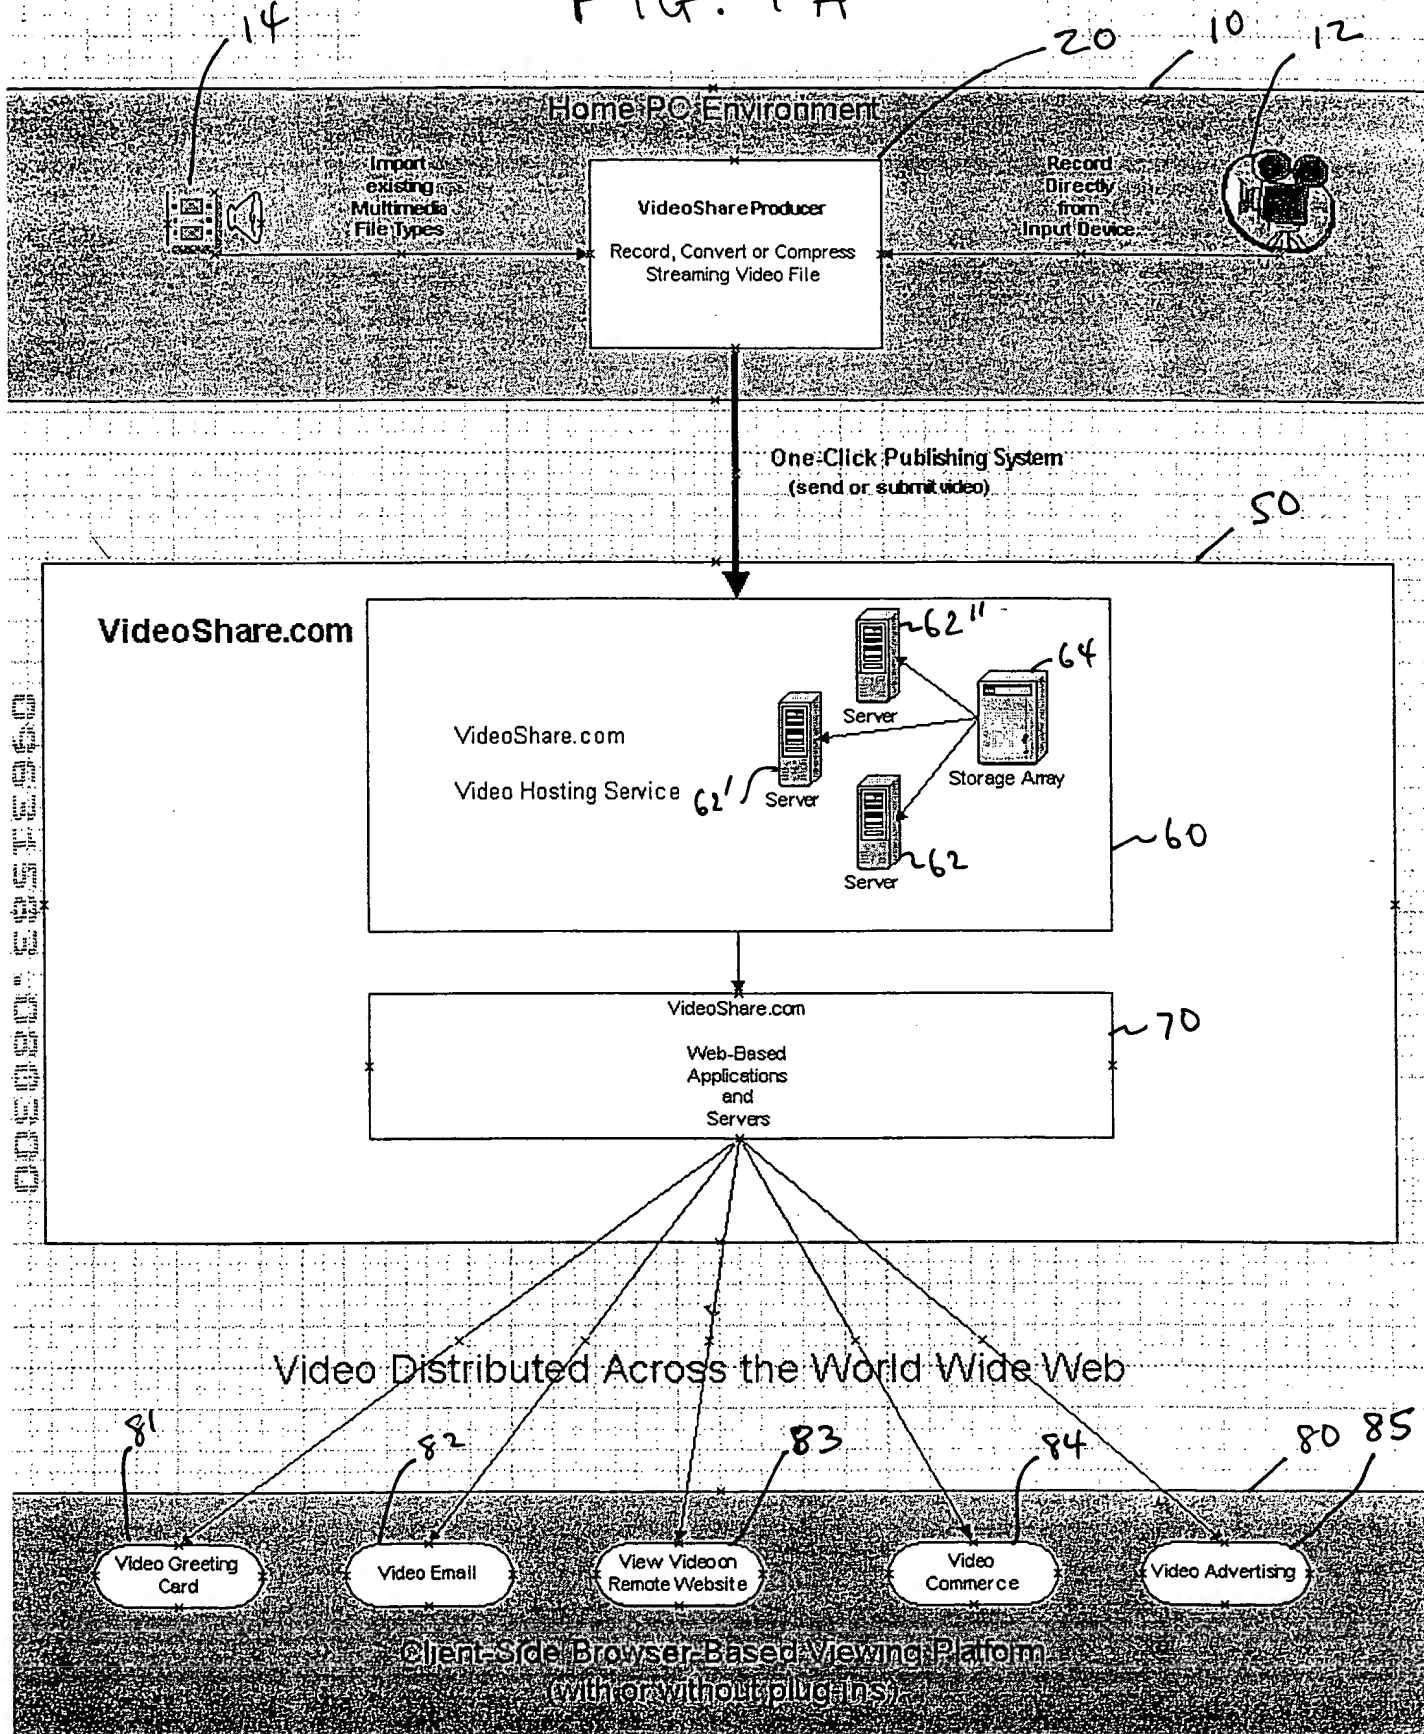 FIG. 1A
14
20
10
12
Home PC Environment
Import
existing
Multimedia
File Types
VideoShare Producer
Record, Convert or Compress
Streaming Video File
Record
Directly
from
Input Device
One-Click Publishing System
(send or submit video)
50
VideoShare.com
62"
64
Server
VideoShare.com
Storage Array
Video Hosting Service
62'
Server
60
62
Server
VideoShare.com
70
Web-Based
Applications
and
Servers
Video Distributed Across the World Wide Web
81
82
83
84
80
85
Video Greeting
Card
Video Email
View Video on
Remote Website
Video
Commerce
Video Advertising
Client-Side Browser-Based Viewing Platform
(with or without plug-ins)